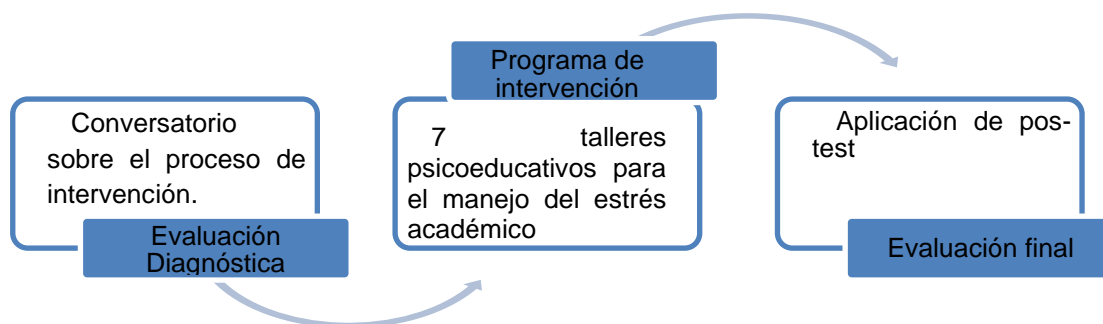 Conversatorio
sobre el proceso de
intervención.
Evaluación
Diagnóstica
Programa de
intervención
7 talleres
psicoeducativos para
el manejo del estrés
académico
Aplicación de pos-
test
Evaluación final